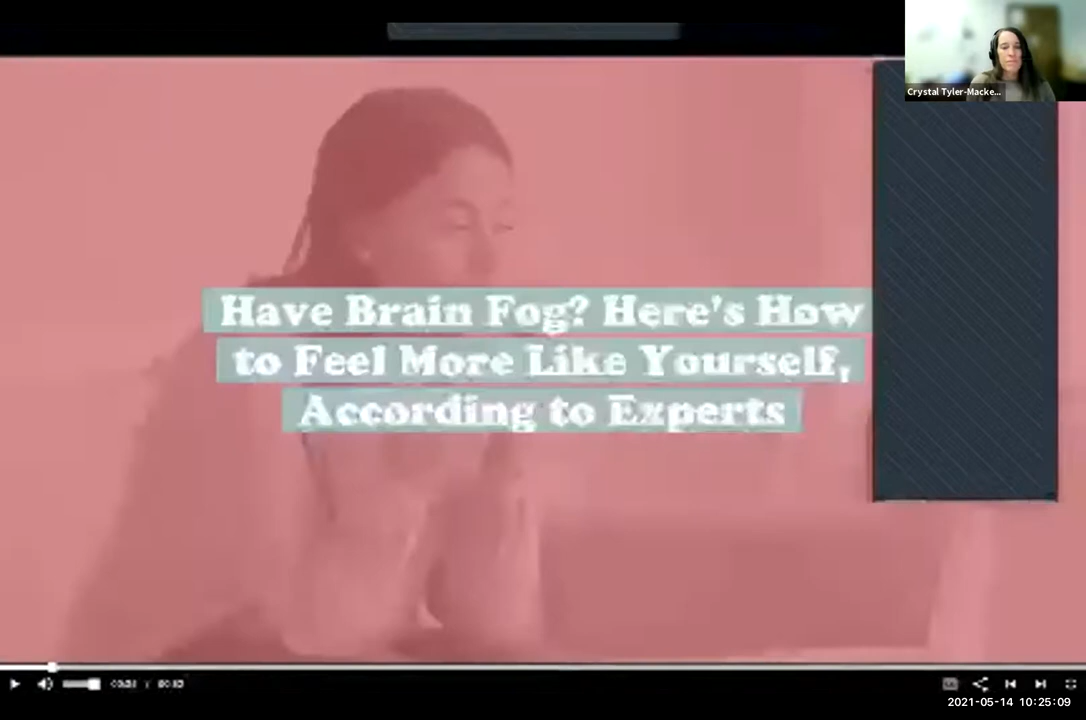 Crystal Tyler-Macke...
Have Brain Fog? Here's How
to Feel More Like Yourself,
According to Experts
2021-05-14 10:25:09